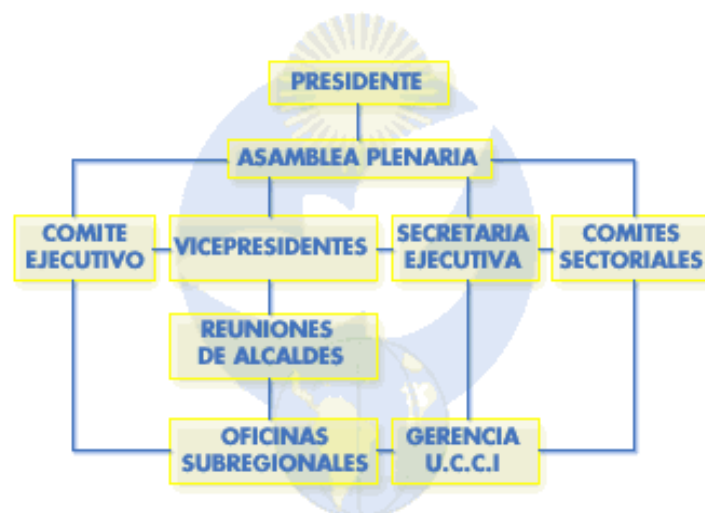 PRESIDENTE
ASAMBLEA PLENARIA
COMITE
EJECUTIVO
VICEPRESIDENTES
SECRETARIA
EJECUTIVA
COMITES
SECTORIALES
REUNIONES
DE ALCALDES
OFICINAS
SUBREGIONALES
GERENCIA
U.C.C.I